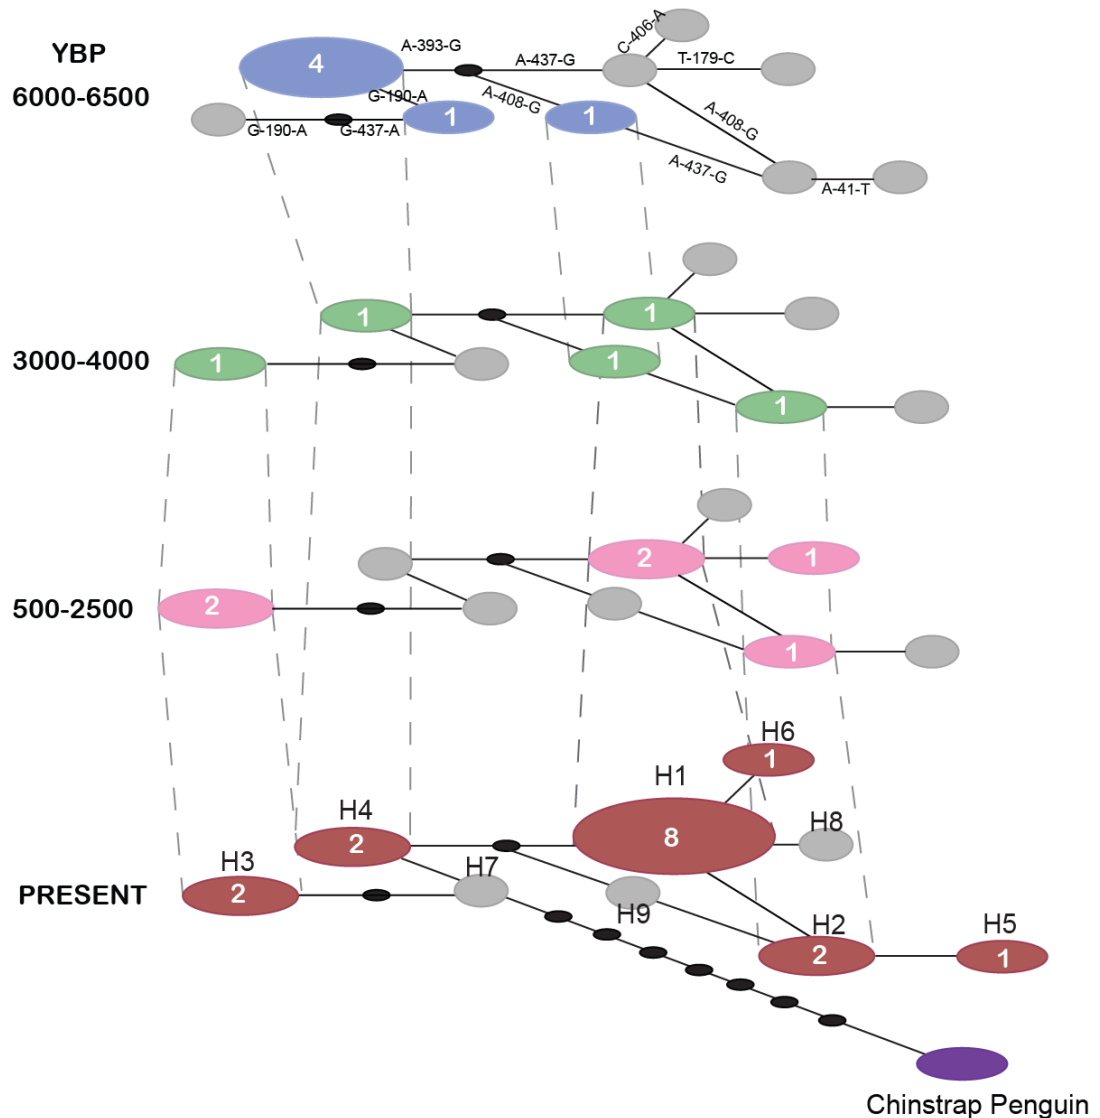 YBP
6000-6500
4
A-393-G
A-437-G
C-406-A
T-179-C
G-190-A
A-408-G
1
1
A-408-G
G-190-A
G-437-A
A-437-G
A-41-T
3000-4000
1
1
1
1
1
500-2500
2
1
2
1
PRESENT
H6
1
H1
8
H4
2
H8
H3
2
H7
H9
H2
2
H5
1
Chinstrap Penguin